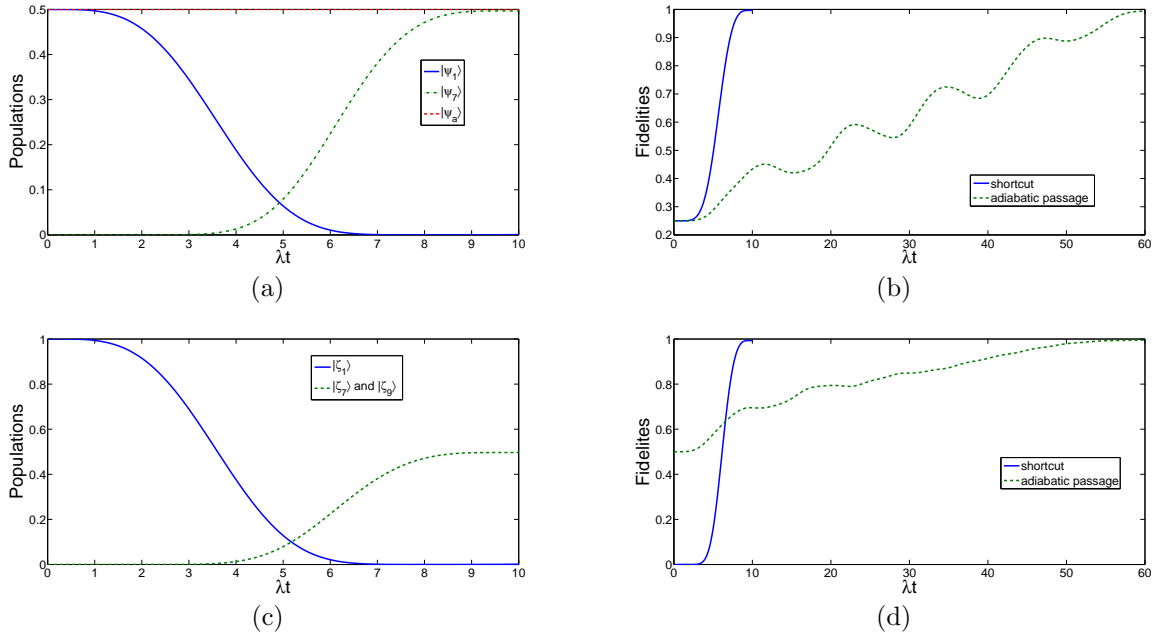 0.5
0.4
0.3
0.2
0.1
0
Populations
0 1 2 3 4 5 6 7 8 9 10
λt
|ψ1⟩
|ψ7⟩
|ψa⟩
(a)
1
0.9
0.8
0.7
0.6
0.5
0.4
0.3
0.2
Fidelities
0 10 20 30 40 50 60
λt
shortcut
adiabatic passage
(b)
1
0.8
0.6
0.4
0.2
0
Populations
0 1 2 3 4 5 6 7 8 9 10
λt
|ζ1⟩
|ζ7⟩ and |ζ9⟩
(c)
1
0.8
0.6
0.4
0.2
0
Fidelites
0 10 20 30 40 50 60
λt
shortcut
adiabatic passage
(d)